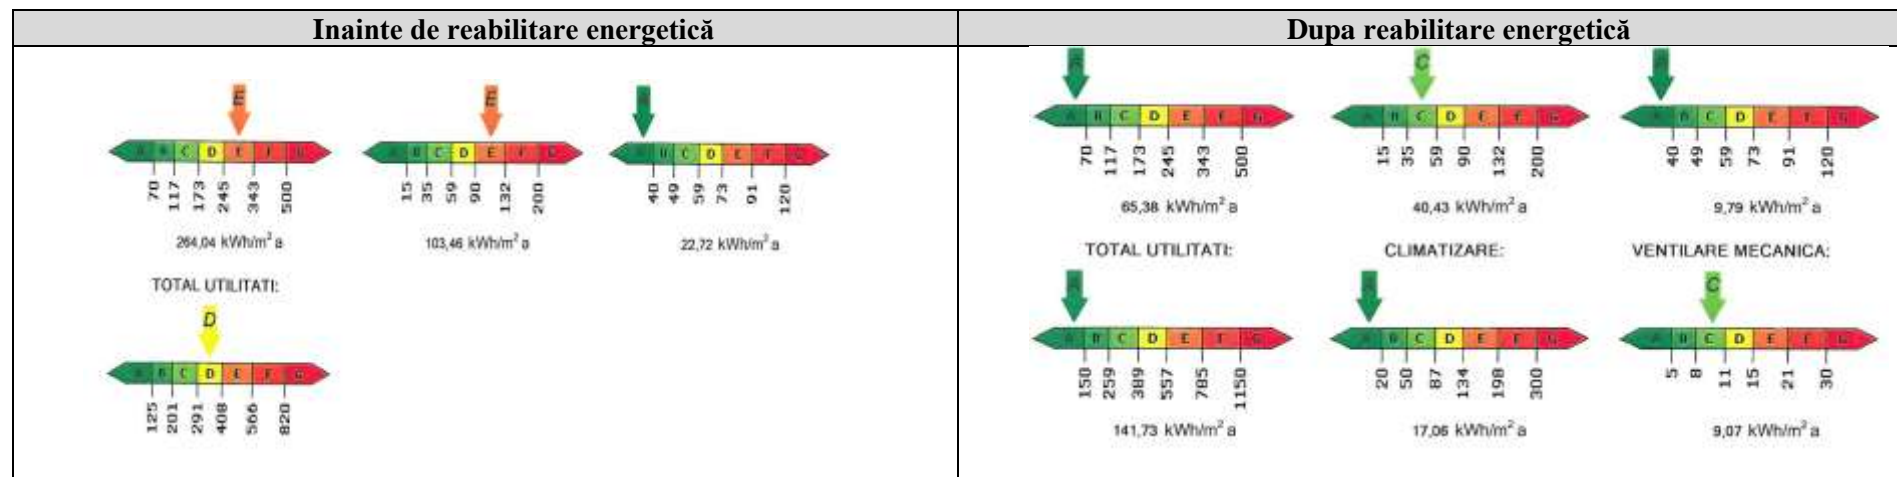 Inainte de reabilitare energetică
E E A
A B C D E F G A B C D E F G A B C D E F G
70 117 173 245 343 500 15 35 59 90 132 200 40 49 59 73 91 120
264,04 kWh/m² a 103,46 kWh/m² a 22,72 kWh/m² a
TOTAL UTILITATI:
D
A B C D E F G
125 201 291 408 566 820
Dupa reabilitare energetică
A C A
A B C D E F G A B C D E F G A B C D E F G
70 117 173 245 343 500 15 35 59 90 132 200 40 49 59 73 91 120
65,38 kWh/m² a 40,43 kWh/m² a 9,79 kWh/m² a
TOTAL UTILITATI: CLIMATIZARE: VENTILARE MECANICA:
A A C
A B C D E F G A B C D E F G A B C D E F G
150 259 389 557 785 1150 20 50 87 134 198 300 5 8 11 15 21 30
141,73 kWh/m² a 17,06 kWh/m² a 9,07 kWh/m² a